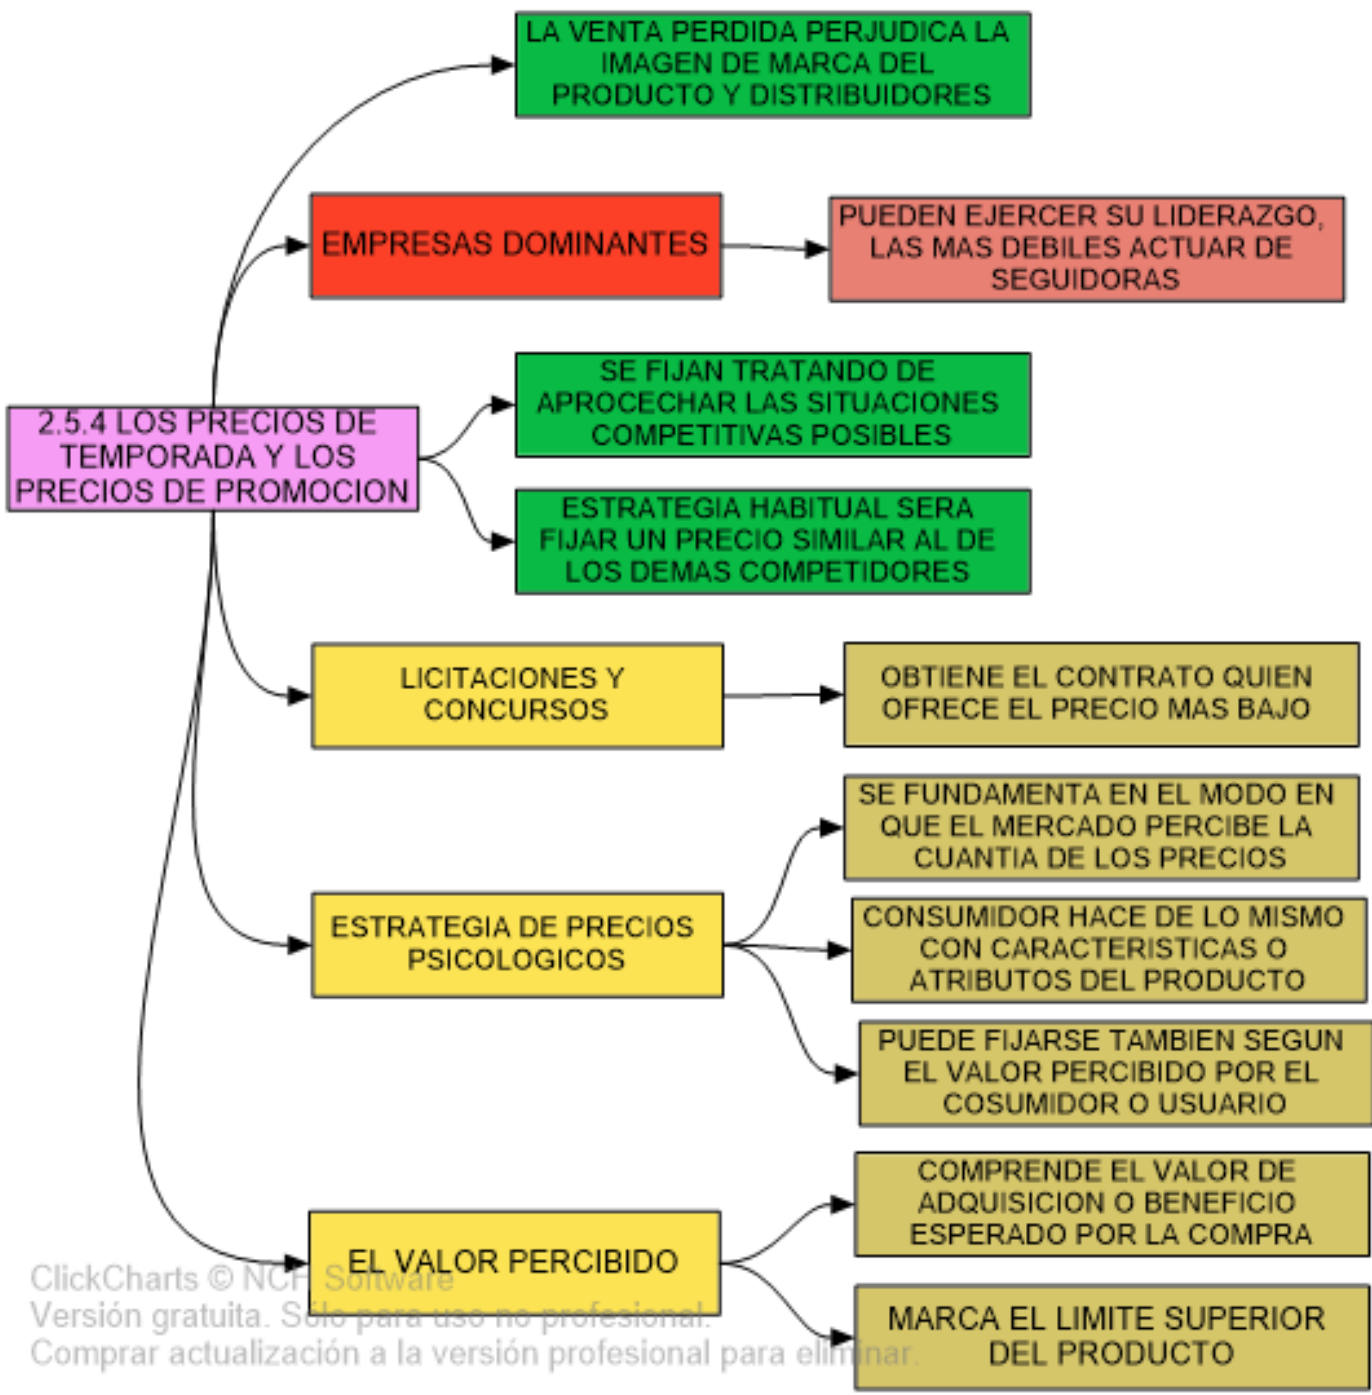 LA VENTA PERDIDA PERJUDICA LA
IMAGEN DE MARCA DEL
PRODUCTO Y DISTRIBUIDORES
EMPRESAS DOMINANTES
PUEDEN EJERCER SU LIDERAZGO,
LAS MAS DEBILES ACTUAR DE
SEGUIDORAS
2.5.4 LOS PRECIOS DE
TEMPORADA Y LOS
PRECIOS DE PROMOCION
SE FIJAN TRATANDO DE
APROCECHAR LAS SITUACIONES
COMPETITIVAS POSIBLES
ESTRATEGIA HABITUAL SERA
FIJAR UN PRECIO SIMILAR AL DE
LOS DEMAS COMPETIDORES
LICITACIONES Y
CONCURSOS
OBTIENE EL CONTRATO QUIEN
OFRECE EL PRECIO MAS BAJO
ESTRATEGIA DE PRECIOS
PSICOLOGICOS
SE FUNDAMENTA EN EL MODO EN
QUE EL MERCADO PERCIBE LA
CUANTIA DE LOS PRECIOS
CONSUMIDOR HACE DE LO MISMO
CON CARACTERISTICAS O
ATRIBUTOS DEL PRODUCTO
PUEDE FIJARSE TAMBIEN SEGUN
EL VALOR PERCIBIDO POR EL
COSUMIDOR O USUARIO
EL VALOR PERCIBIDO
COMPRENDE EL VALOR DE
ADQUISICION O BENEFICIO
ESPERADO POR LA COMPRA
MARCA EL LIMITE SUPERIOR
DEL PRODUCTO
ClickCharts © NCH Software
Versión gratuita. Sólo para uso no profesional.
Comprar actualización a la versión profesional para eliminar.